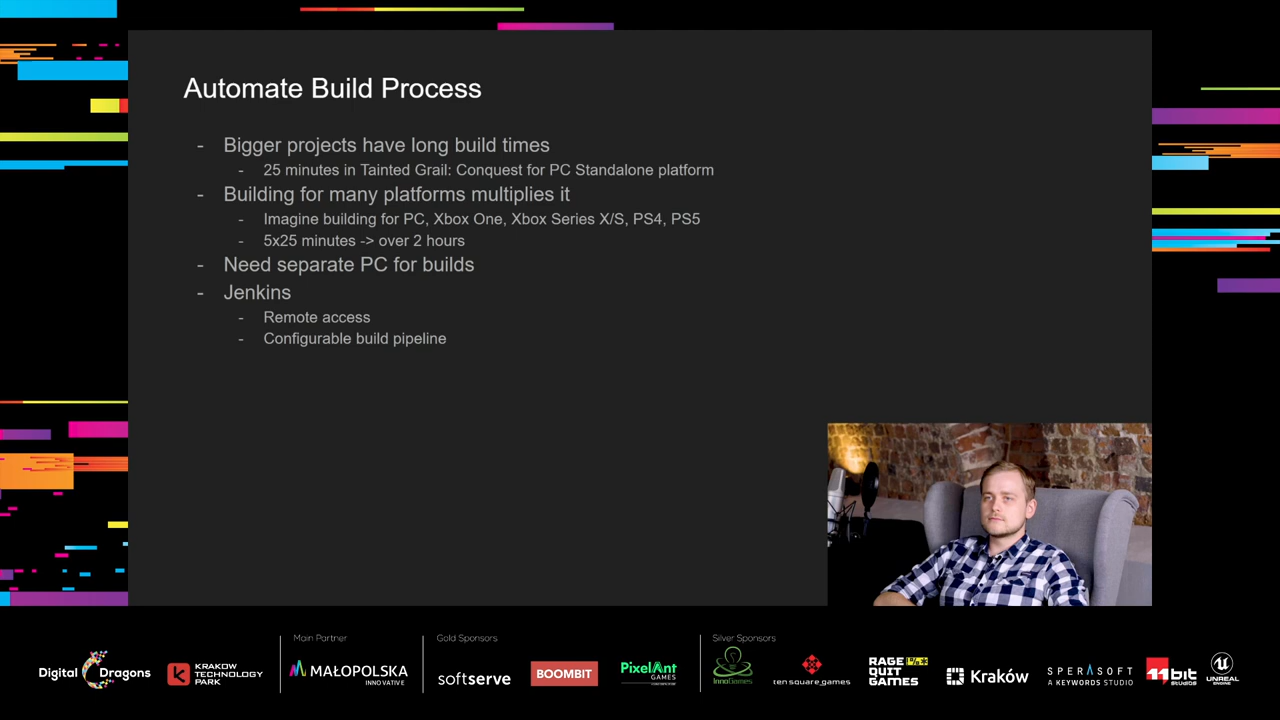 Automate Build Process
- Bigger projects have long build times
- 25 minutes in Tainted Grail: Conquest for PC Standalone platform
- Building for many platforms multiplies it
- Imagine building for PC, Xbox One, Xbox Series X/S, PS4, PS5
- 5x25 minutes -> over 2 hours
- Need separate PC for builds
- Jenkins
- Remote access
- Configurable build pipeline
Main Partner
Gold Sponsors
Silver Sponsors
Digital Dragons
KRAKOW
TECHNOLOGY
PARK
MAŁOPOLSKA
INNOVATIVE
softserve
BOOMBIT
PixelAnt
GAMES
InnoGames
ten square games
RAGE
QUIT
GAMES
Kraków
SPERASOFT
A KEYWORDS STUDIO
11bit
STUDIOS
UNREAL
ENGINE